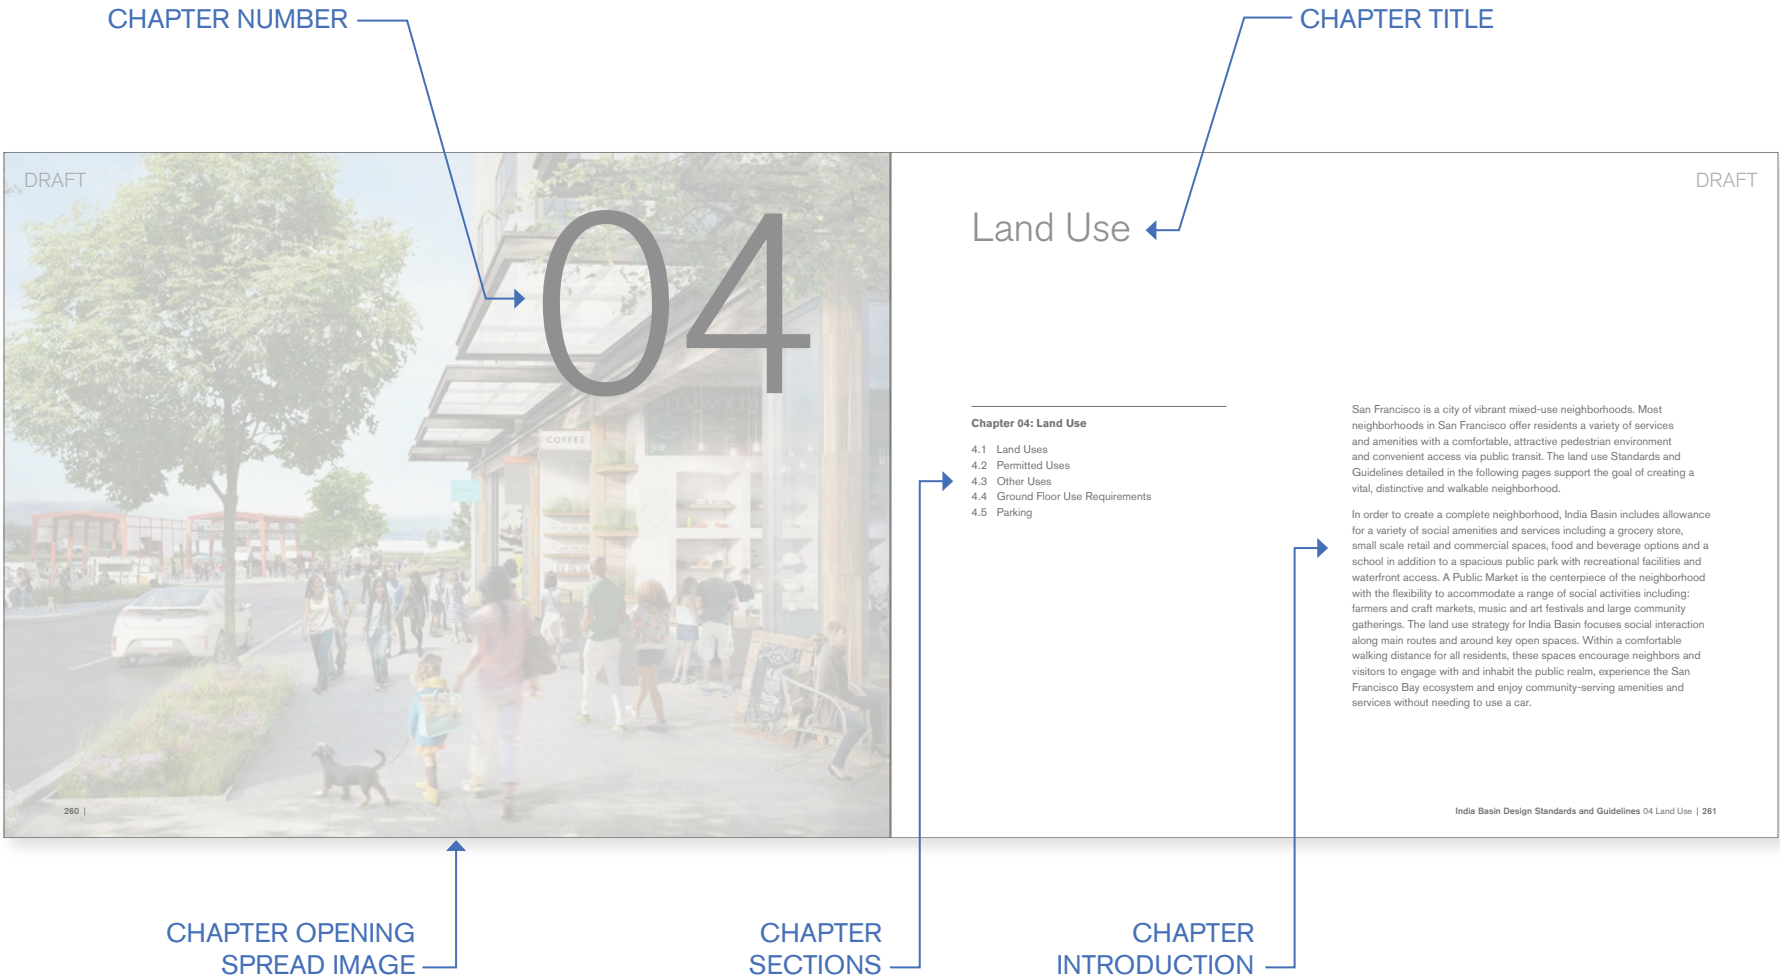 CHAPTER NUMBER
CHAPTER TITLE
DRAFT
DRAFT
04
Land Use
COFFEE
Chapter 04: Land Use
4.1 Land Uses
4.2 Permitted Uses
4.3 Other Uses
4.4 Ground Floor Use Requirements
4.5 Parking
San Francisco is a city of vibrant mixed-use neighborhoods. Most
neighborhoods in San Francisco offer residents a variety of services
and amenities with a comfortable, attractive pedestrian environment
and convenient access via public transit. The land use Standards and
Guidelines detailed in the following pages support the goal of creating a
vital, distinctive and walkable neighborhood.
In order to create a complete neighborhood, India Basin includes allowance
for a variety of social amenities and services including a grocery store,
small scale retail and commercial spaces, food and beverage options and a
school in addition to a spacious public park with recreational facilities and
waterfront access. A Public Market is the centerpiece of the neighborhood
with the flexibility to accommodate a range of social activities including:
farmers and craft markets, music and art festivals and large community
gatherings. The land use strategy for India Basin focuses social interaction
along main routes and around key open spaces. Within a comfortable
walking distance for all residents, these spaces encourage neighbors and
visitors to engage with and inhabit the public realm, experience the San
Francisco Bay ecosystem and enjoy community-serving amenities and
services without needing to use a car.
260 |
India Basin Design Standards and Guidelines 04 Land Use | 261
CHAPTER OPENING
SPREAD IMAGE
CHAPTER
SECTIONS
CHAPTER
INTRODUCTION